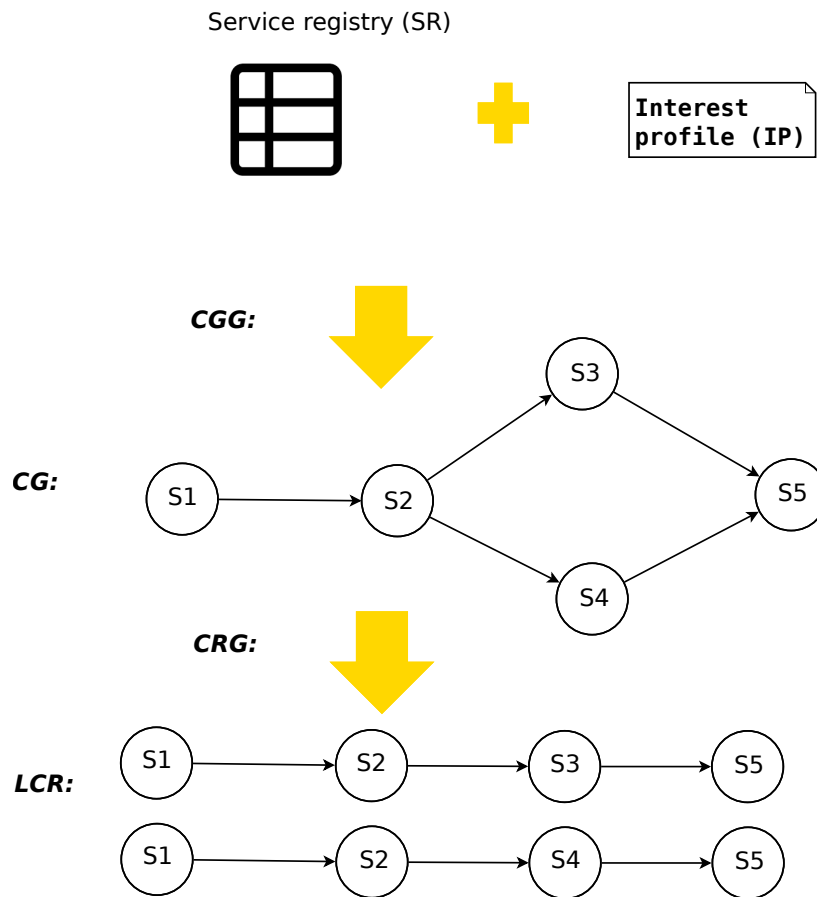 Service registry (SR)
Interest
profile (IP)
CGG:
S3
CG:
S1
S2
S5
S4
CRG:
LCR:
S1
S2
S3
S5
S1
S2
S4
S5